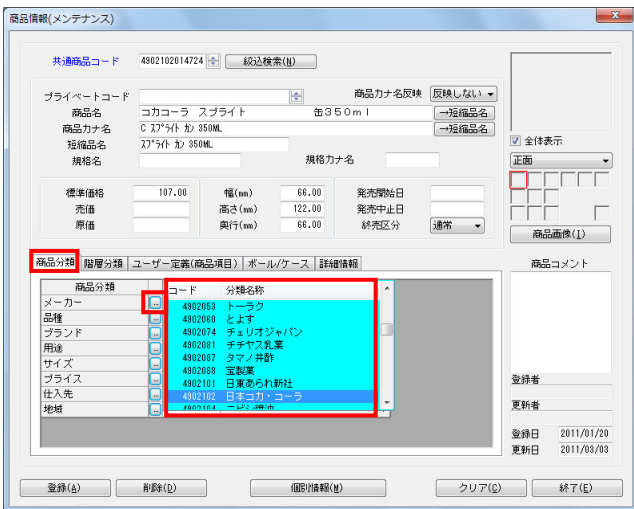 商品情報(メンテナンス)
共通商品コード 4902102014724 絞込検索(N)
プライベートコード 商品カナ名反映 反映しない
商品名 コカコーラ スプライト 缶350ml →短縮品名
商品カナ名 C ｽﾌﾟﾗｲﾄ ｶﾝ 350ML →短縮品名
短縮品名 ｽﾌﾟﾗｲﾄ ｶﾝ 350ML
規格名 規格カナ名
全体表示
正面
標準価格 107.00 幅(mm) 66.00 発売開始日
売価 高さ(mm) 122.00 発売中止日
原価 奥行(mm) 66.00 終売区分 通常
商品画像(I)
商品分類 階層分類 ユーザー定義(商品項目) ボール/ケース 詳細情報
商品コメント
商品分類 コード 分類名称
メーカー ... 4902053 トーラク
品種 ... 4902060 とよす
ブランド ... 4902074 チェリオジャパン
用途 ... 4902081 チチヤス乳業
サイズ ... 4902087 タマノ井酢
プライス ... 4902088 宝製菓
仕入先 ... 4902101 日東あられ新社
地域 ... 4902102 日本コカ・コーラ
登録者
更新者
登録日 2011/01/20
更新日 2011/03/03
登録(A) 削除(D) 個別情報(M) クリア(C) 終了(E)